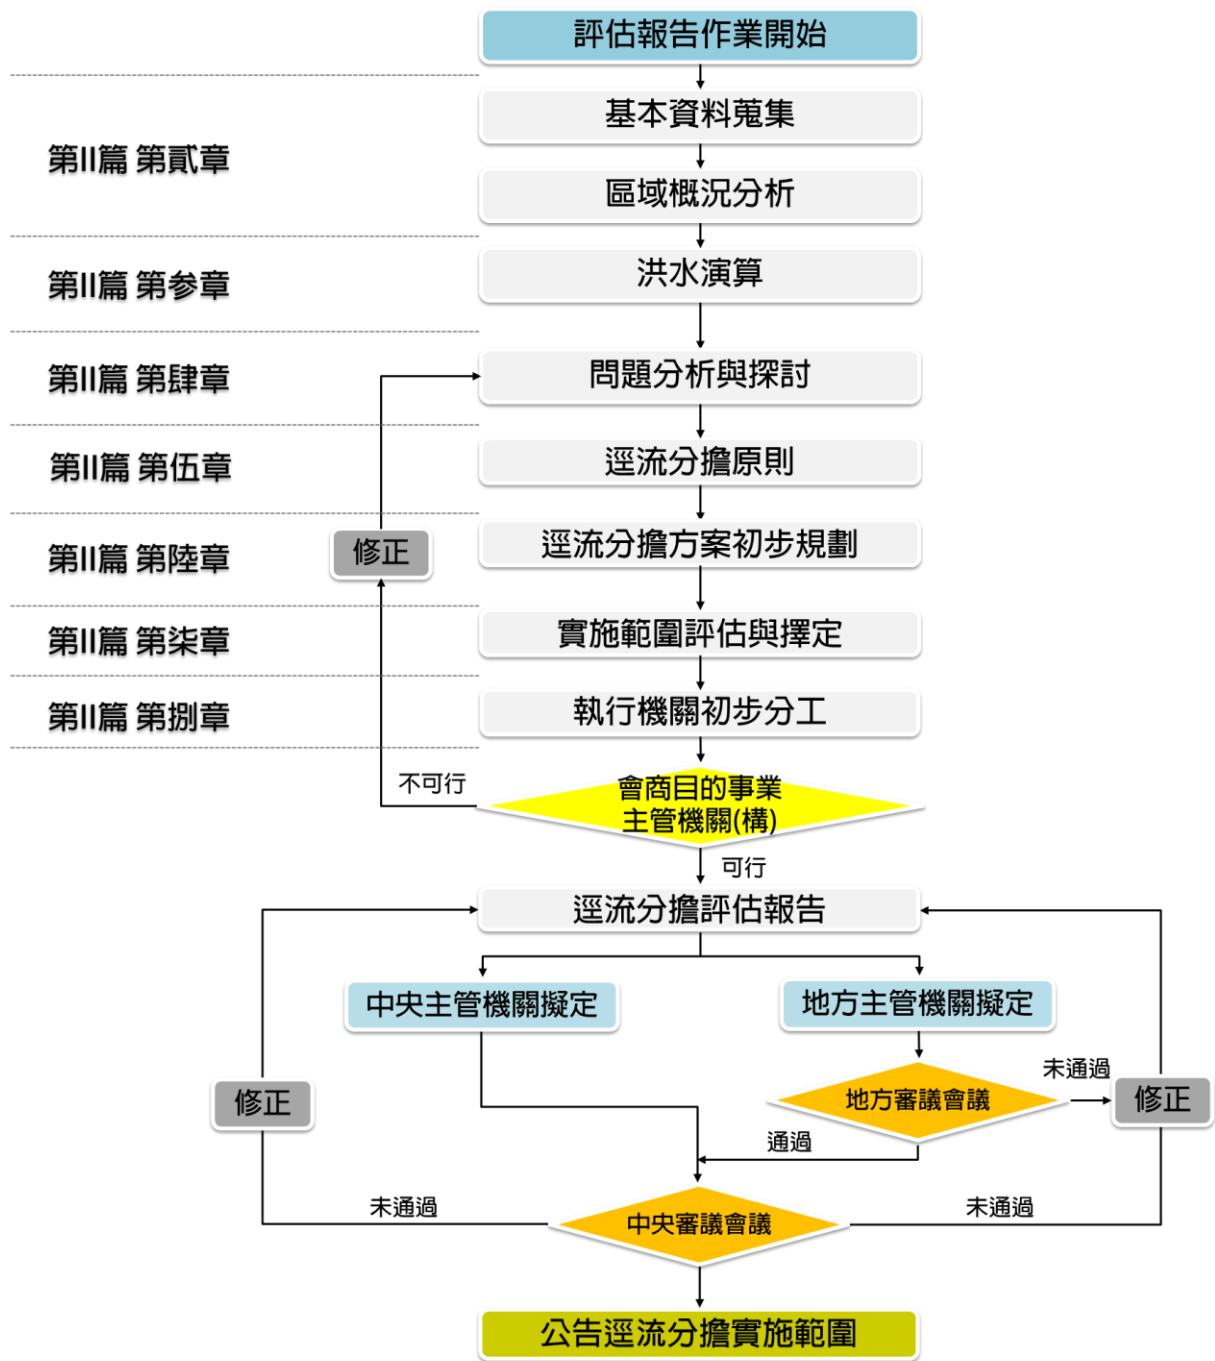 評估報告作業開始
基本資料蒐集
第II篇 第貳章
區域概況分析
洪水演算
第II篇 第參章
問題分析與探討
第II篇 第肆章
逕流分擔原則
第II篇 第伍章
逕流分擔方案初步規劃
修正
第II篇 第陸章
實施範圍評估與擇定
第II篇 第柒章
執行機關初步分工
第II篇 第捌章
不可行
會商目的事業
主管機關(構)
可行
逕流分擔評估報告
中央主管機關擬定
地方主管機關擬定
未通過
修正
地方審議會議
修正
通過
未通過
中央審議會議
未通過
公告逕流分擔實施範圍